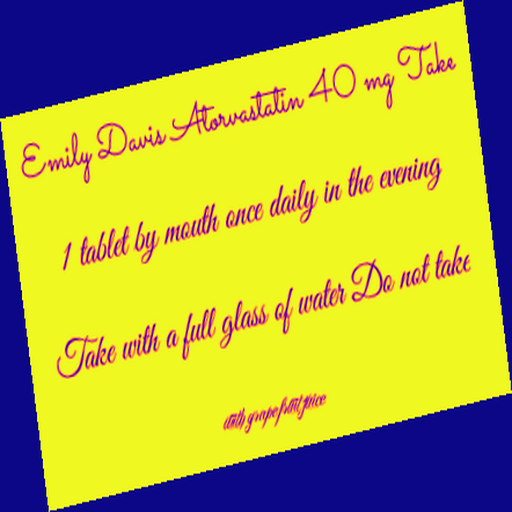 Emily Davis Atorvastatin 40 mg Take
1 tablet by mouth once daily in the evening
Take with a full glass of water Do not take
with grapefruit juice